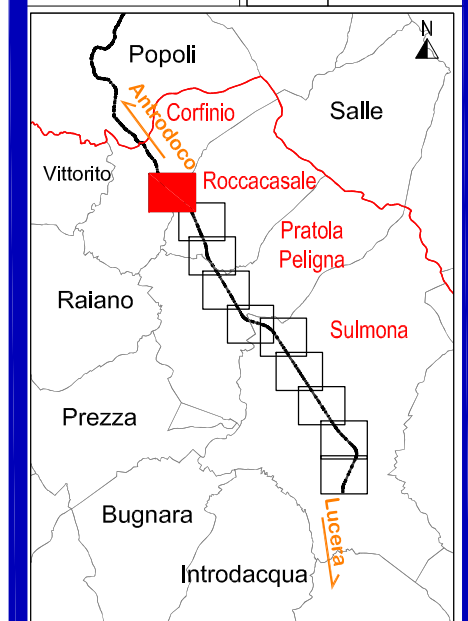 N
Popoli
Antrodoco
Corfinio
Salle
Vittorito
Roccacasale
Pratola
Peligna
Raiano
Sulmona
Prezza
Bugnara
Lucera
Introdacqua